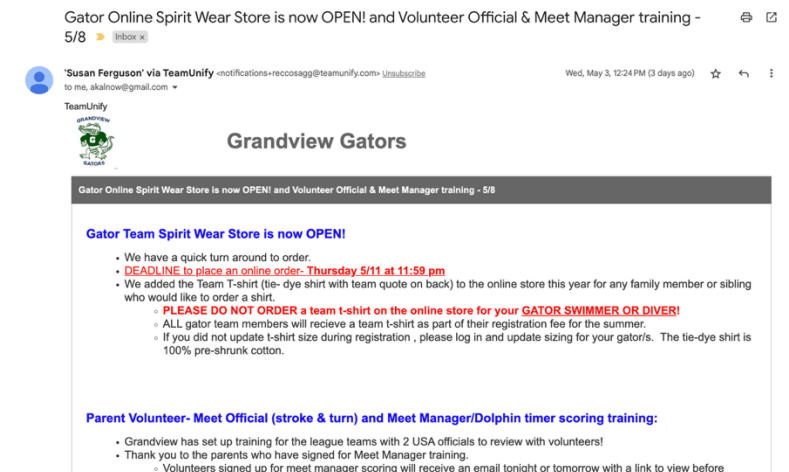 Gator Online Spirit Wear Store is now OPEN! and Volunteer Official & Meet Manager training -
5/8 Inbox x
'Susan Ferguson' via TeamUnify <notifications+reccosagg@teamunify.com> Unsubscribe
Wed, May 3, 12:24 PM (3 days ago)
to me, akalnow@gmail.com
TeamUnify
GRANDVIEW
G
GATORS
Grandview Gators
Gator Online Spirit Wear Store is now OPEN! and Volunteer Official & Meet Manager training - 5/8
Gator Team Spirit Wear Store is now OPEN!
• We have a quick turn around to order.
• DEADLINE to place an online order- Thursday 5/11 at 11:59 pm
• We added the Team T-shirt (tie- dye shirt with team quote on back) to the online store this year for any family member or sibling
who would like to order a shirt.
◦ PLEASE DO NOT ORDER a team t-shirt on the online store for your GATOR SWIMMER OR DIVER!
◦ ALL gator team members will recieve a team t-shirt as part of their registration fee for the summer.
◦ If you did not update t-shirt size during registration , please log in and update sizing for your gator/s. The tie-dye shirt is
100% pre-shrunk cotton.
Parent Volunteer- Meet Official (stroke & turn) and Meet Manager/Dolphin timer scoring training:
• Grandview has set up training for the league teams with 2 USA officials to review with volunteers!
• Thank you to the parents who have signed for Meet Manager training.
◦ Volunteers signed up for meet manager scoring will receive an email tonight or tomorrow with a link to view before